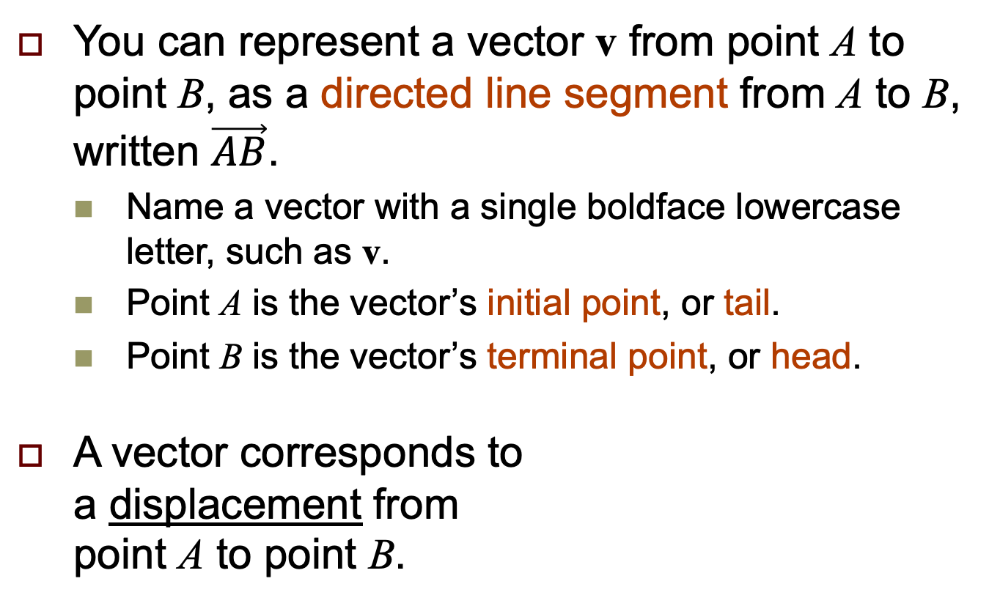 You can represent a vector v from point A to
point B, as a directed line segment from A to B,
written \overrightarrow{AB}.
Name a vector with a single boldface lowercase
letter, such as v.
Point A is the vector’s initial point, or tail.
Point B is the vector’s terminal point, or head.
A vector corresponds to
a displacement from
point A to point B.